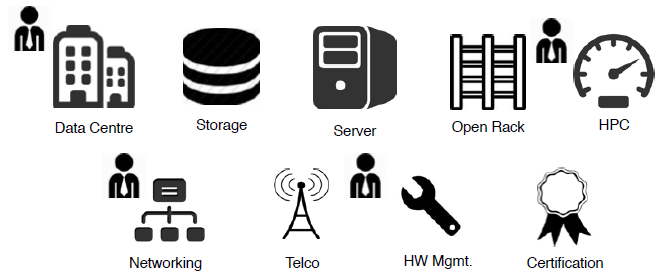 Data Centre
Storage
Server
Open Rack
HPC
Networking
Telco
HW Mgmt.
Certification